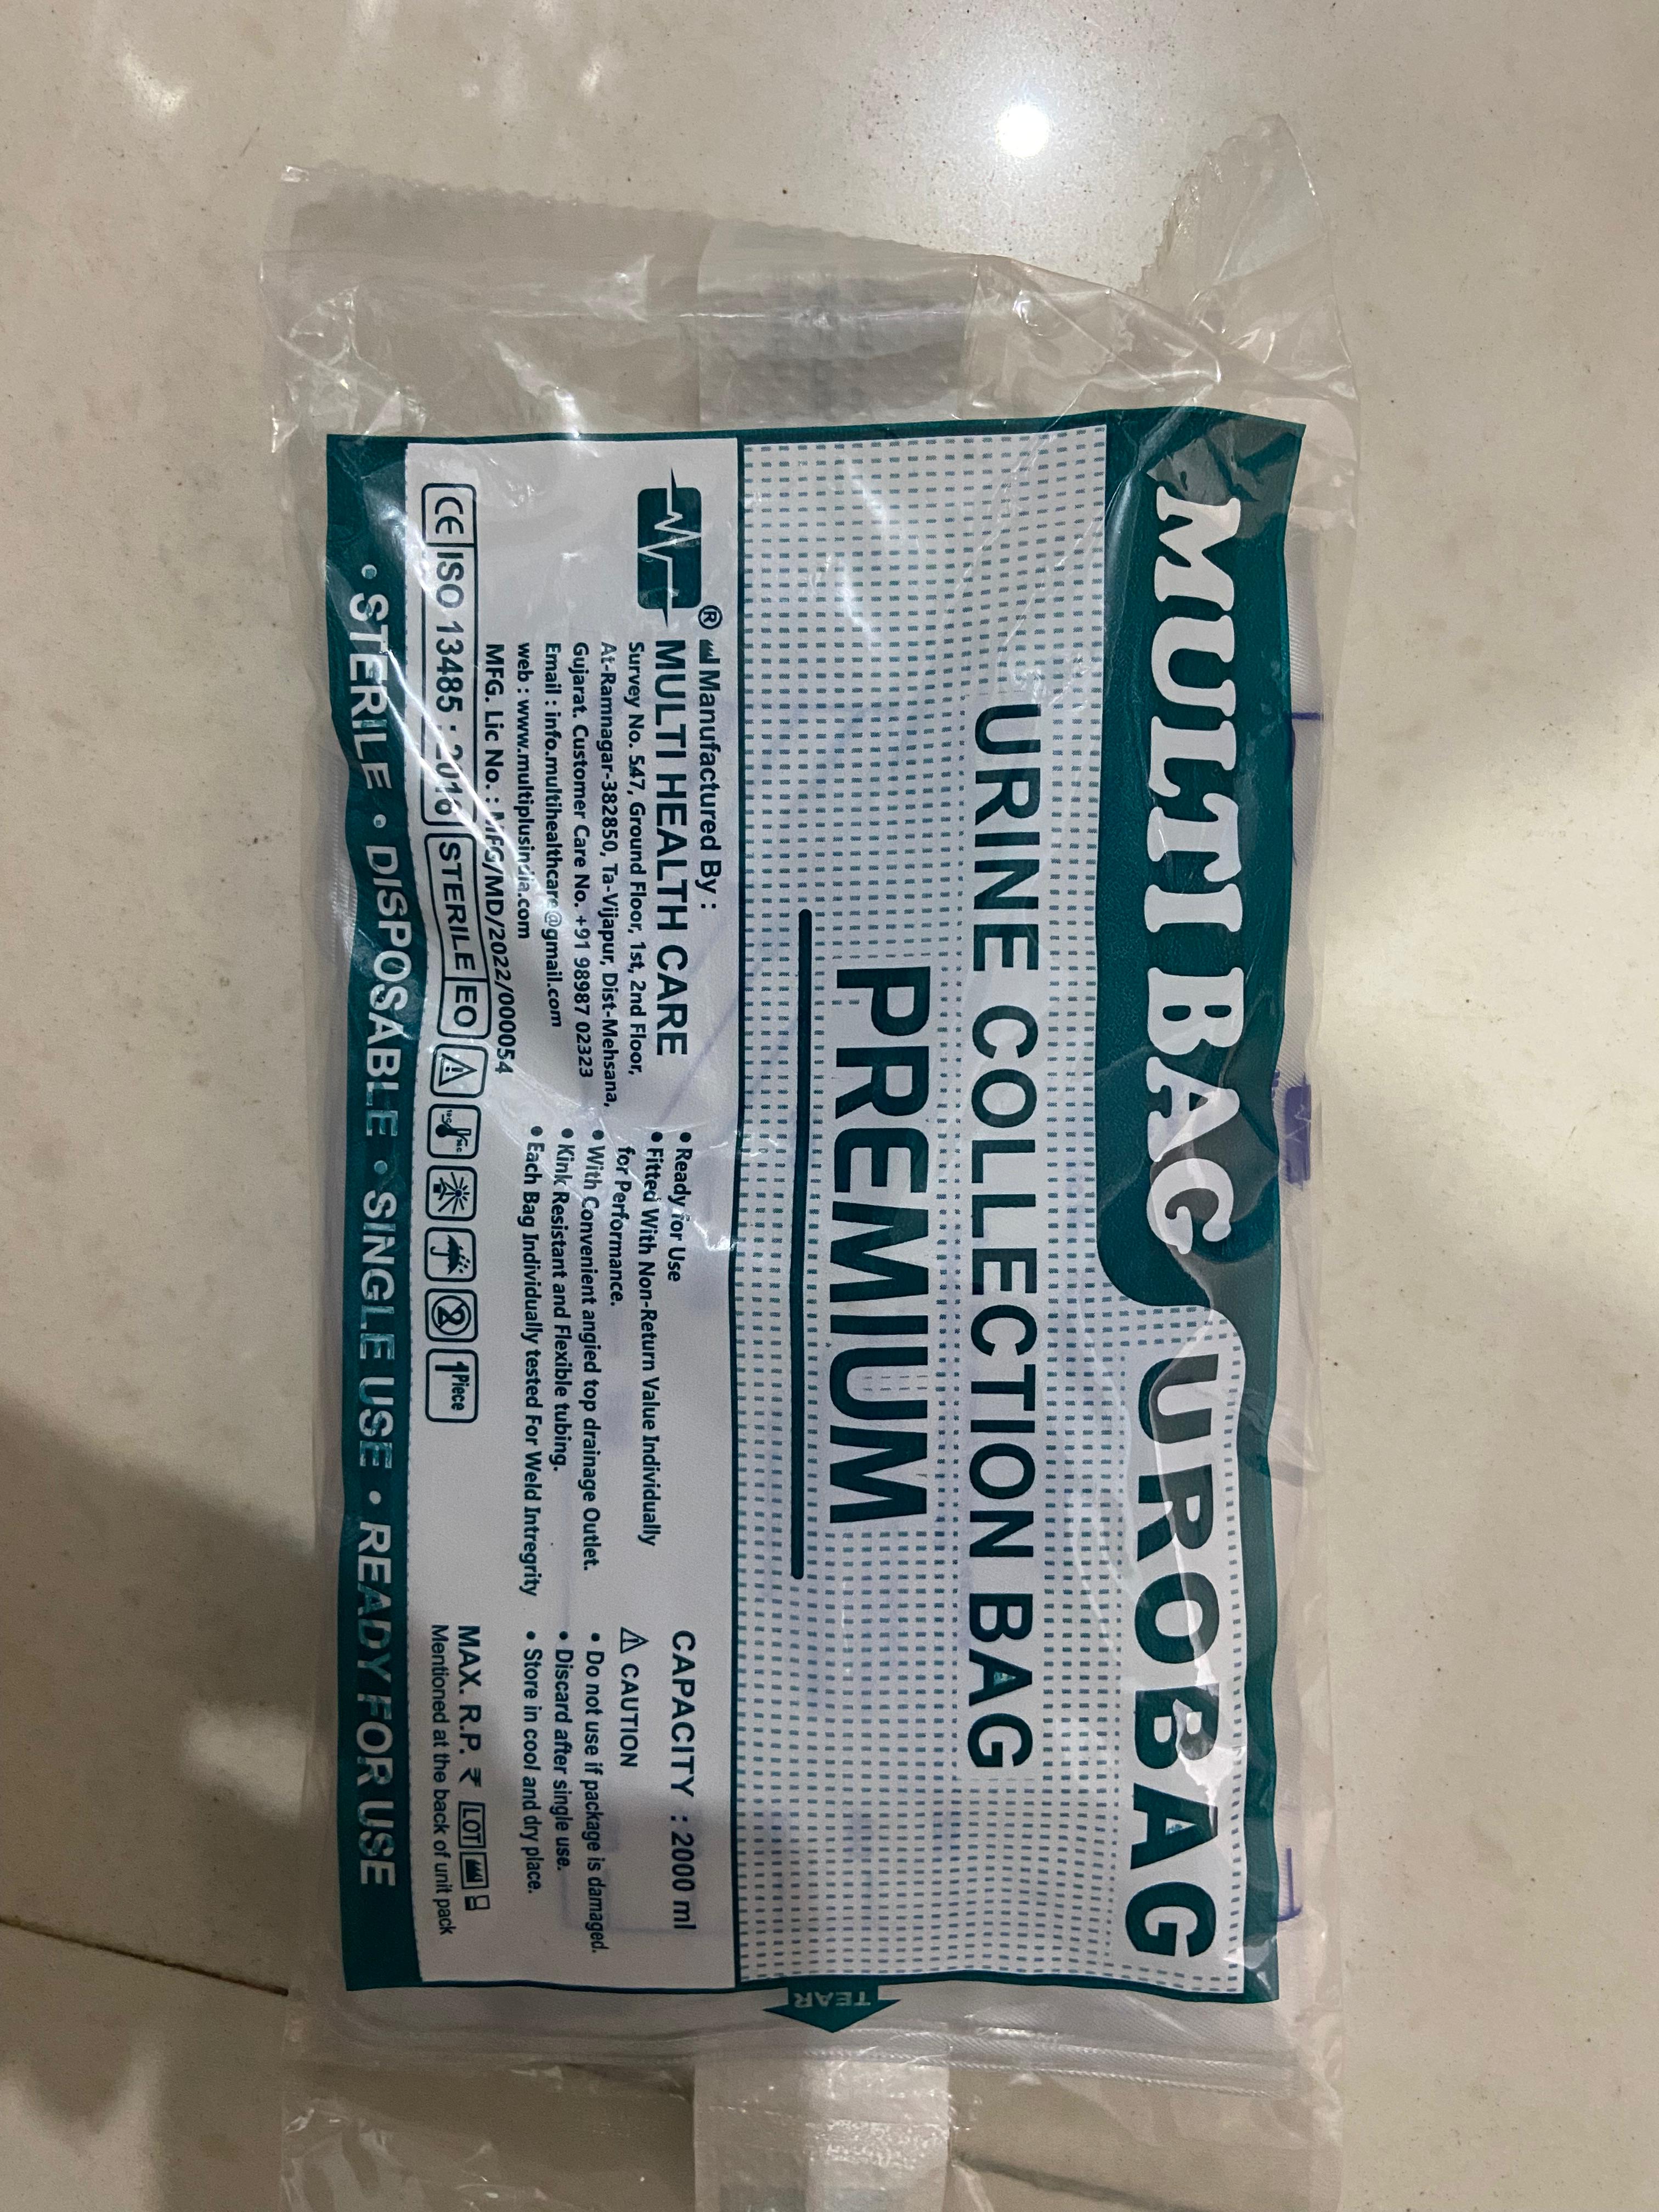 MULTI BAG UROBAG
URINE COLLECTION BAG
PREMIUM
TEAR
®
Manufactured By :
MULTI HEALTH CARE
Survey No. 547, Ground Floor, 1st, 2nd Floor,
At-Ramnagar-382850, Ta-Vijapur, Dist-Mehsana,
Gujarat. Customer Care No. +91 98987 02323
Email : info.multihealthcare@gmail.com
web : www.multiplusindia.com
MFG. Lic No. : MFG/MD/2022/000054
CE ISO 13485 : 2016 STERILE EO
2
1Piece
• Ready for Use
• Fitted With Non-Return Value Individually
for Performance.
• With Convenient angied top drainage Outlet.
• Kink Resistant and Flexible tubing.
• Each Bag Individually tested For Weld Intregrity
CAPACITY : 2000 ml
CAUTION
• Do not use if package is damaged.
• Discard after single use.
• Store in cool and dry place.
MAX. R.P. ₹ LOT
Mentioned at the back of unit pack
• STERILE • DISPOSABLE • SINGLE USE • READY FOR USE